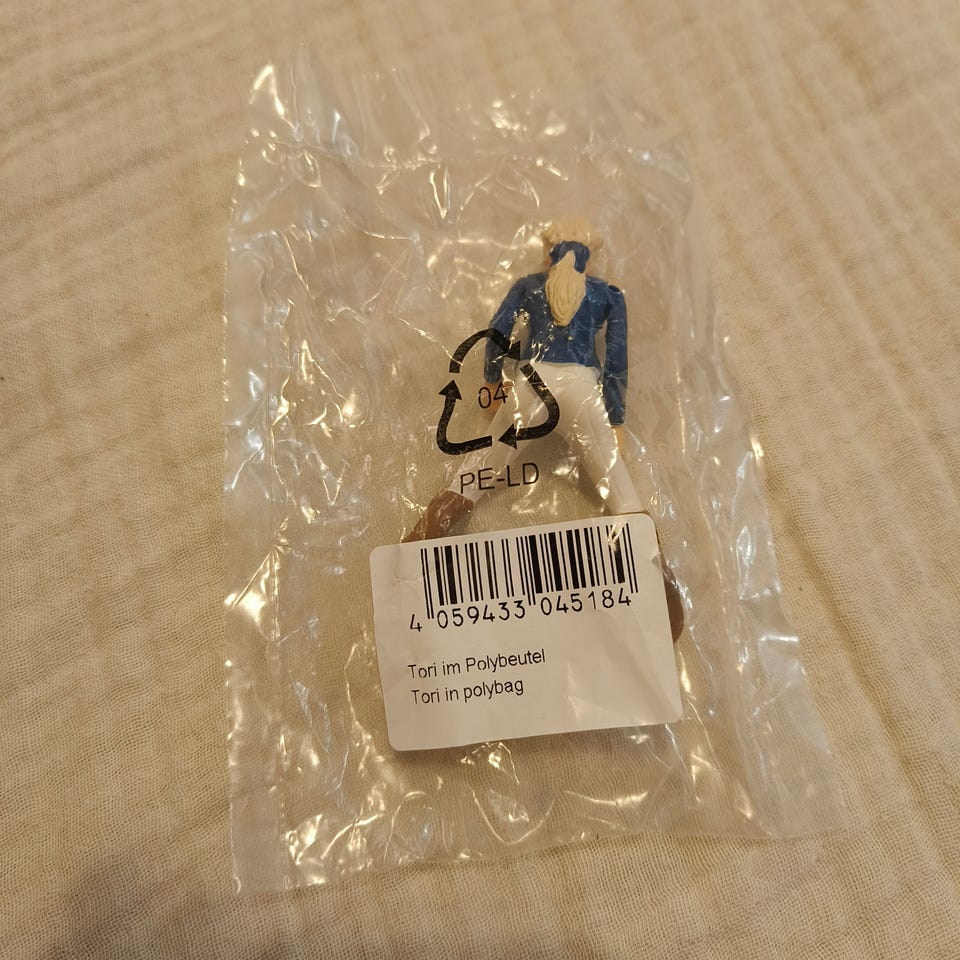 04
PE-LD
4 059433 045184
Tori im Polybeutel
Tori in polybag